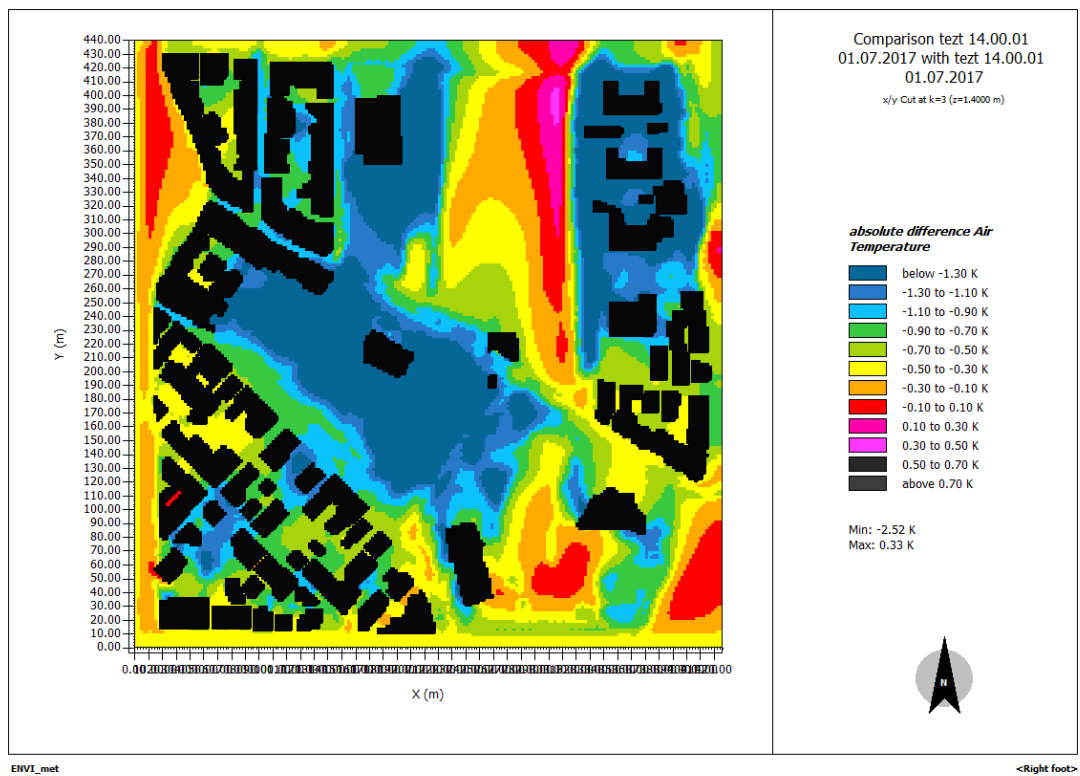 Comparison tezt 14.00.01
01.07.2017 with tezt 14.00.01
01.07.2017
x/y Cut at k=3 (z=1.4000 m)
440.00
430.00
420.00
410.00
400.00
390.00
380.00
370.00
360.00
350.00
340.00
330.00
320.00
310.00
300.00
290.00
280.00
270.00
260.00
250.00
240.00
230.00
220.00
210.00
200.00
190.00
180.00
170.00
160.00
150.00
140.00
130.00
120.00
110.00
100.00
90.00
80.00
70.00
60.00
50.00
40.00
30.00
20.00
10.00
0.00
Y (m)
X (m)
absolute difference Air
Temperature
below -1.30 K
-1.30 to -1.10 K
-1.10 to -0.90 K
-0.90 to -0.70 K
-0.70 to -0.50 K
-0.50 to -0.30 K
-0.30 to -0.10 K
-0.10 to 0.10 K
0.10 to 0.30 K
0.30 to 0.50 K
0.50 to 0.70 K
above 0.70 K
Min: -2.52 K
Max: 0.33 K
N
ENVI_met
<Right foot>